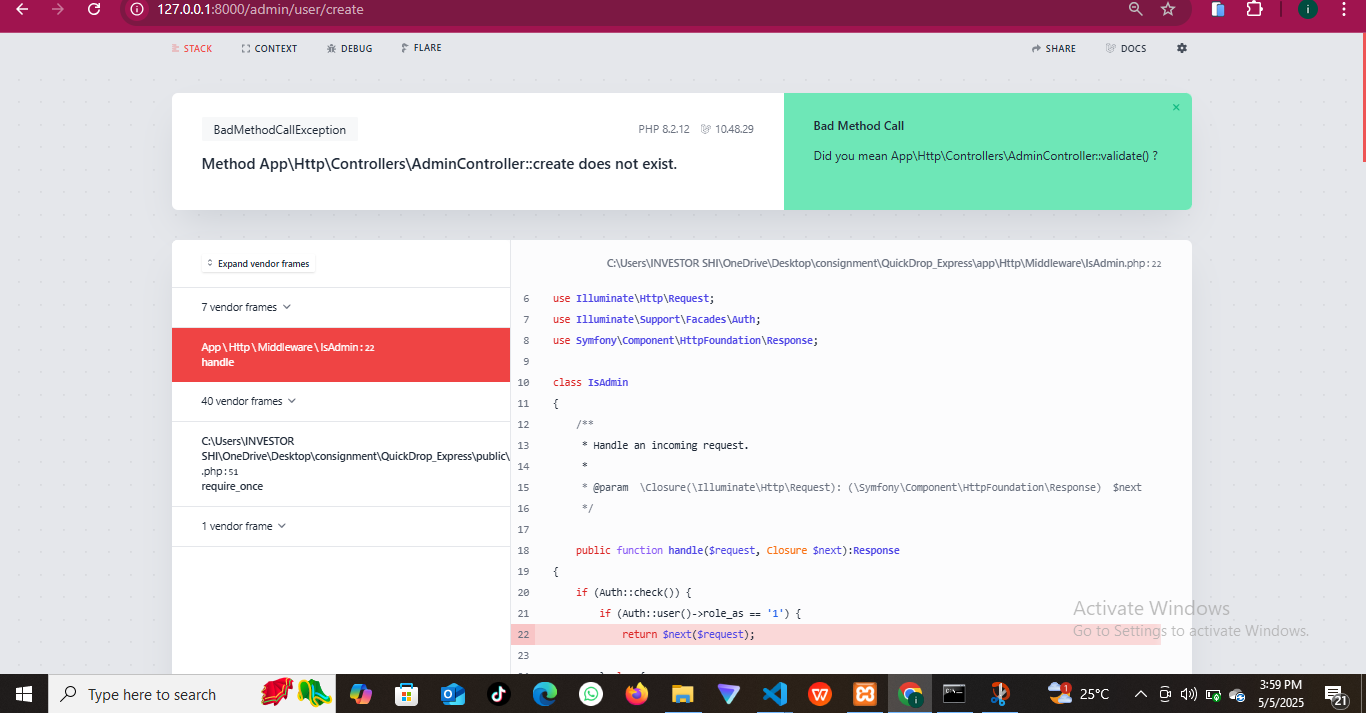 127.0.0.1:8000/admin/user/create
i
STACK
CONTEXT
DEBUG
FLARE
SHARE
DOCS
BadMethodCallException
PHP 8.2.12
10.48.29
Method App\Http\Controllers\AdminController::create does not exist.
Bad Method Call
Did you mean App\Http\Controllers\AdminController::validate() ?
Expand vendor frames
7 vendor frames
App\Http\Middleware\IsAdmin:22
handle
40 vendor frames
C:\Users\INVESTOR
SHI\OneDrive\Desktop\consignment\QuickDrop_Express\public\
.php:51
require_once
1 vendor frame
C:\Users\INVESTOR SHI\OneDrive\Desktop\consignment\QuickDrop_Express\app\Http\Middleware\IsAdmin.php:22
6 use Illuminate\Http\Request;
7 use Illuminate\Support\Facades\Auth;
8 use Symfony\Component\HttpFoundation\Response;
9
10 class IsAdmin
11 {
12 /**
13 * Handle an incoming request.
14 *
15 * @param \Closure(\Illuminate\Http\Request): (\Symfony\Component\HttpFoundation\Response) $next
16 */
17
18 public function handle($request, Closure $next):Response
19 {
20 if (Auth::check()) {
21 if (Auth::user()->role_as == '1') {
22 return $next($request);
23
Activate Windows
Go to Settings to activate Windows.
Type here to search
1
25°C
3:59 PM
5/5/2025
21